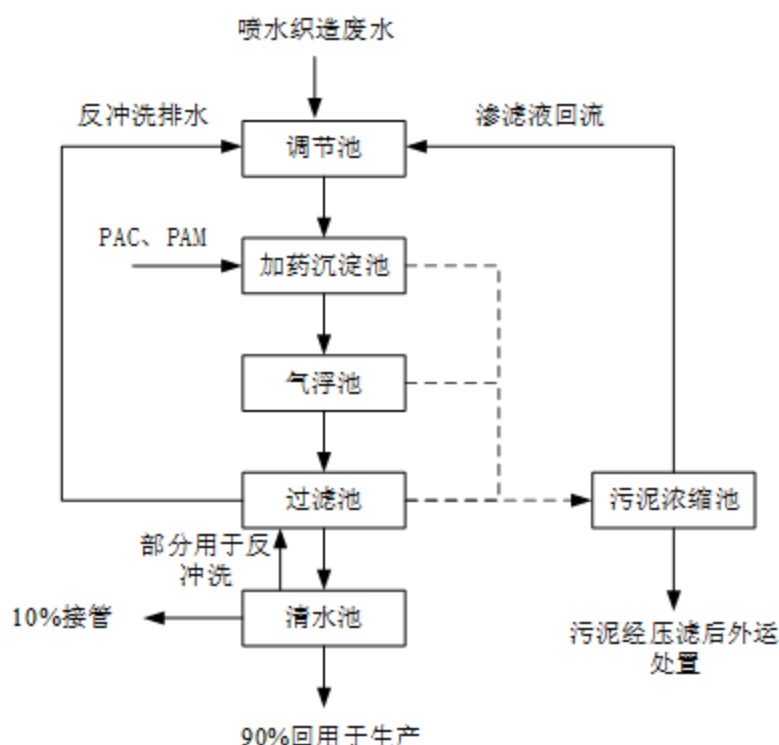 喷水织造废水
反冲洗排水
渗滤液回流
调节池
PAC、PAM
加药沉淀池
气浮池
过滤池
污泥浓缩池
部分用于反
冲洗
10%接管
清水池
污泥经压滤后外运
处置
90%回用于生产